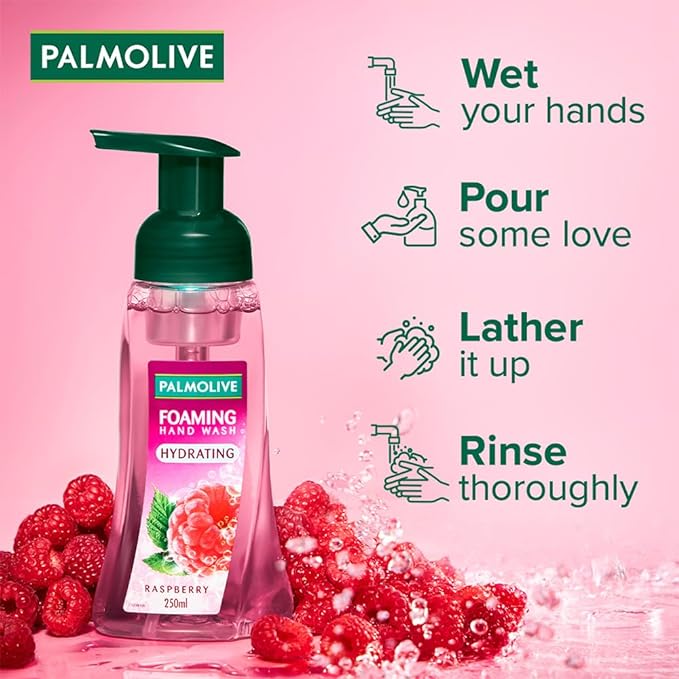 PALMOLIVE
Wet
your hands
Pour
some love
Lather
it up
Rinse
thoroughly
PALMOLIVE
FOAMING
HAND WASH
HYDRATING
RASPBERRY
250ml